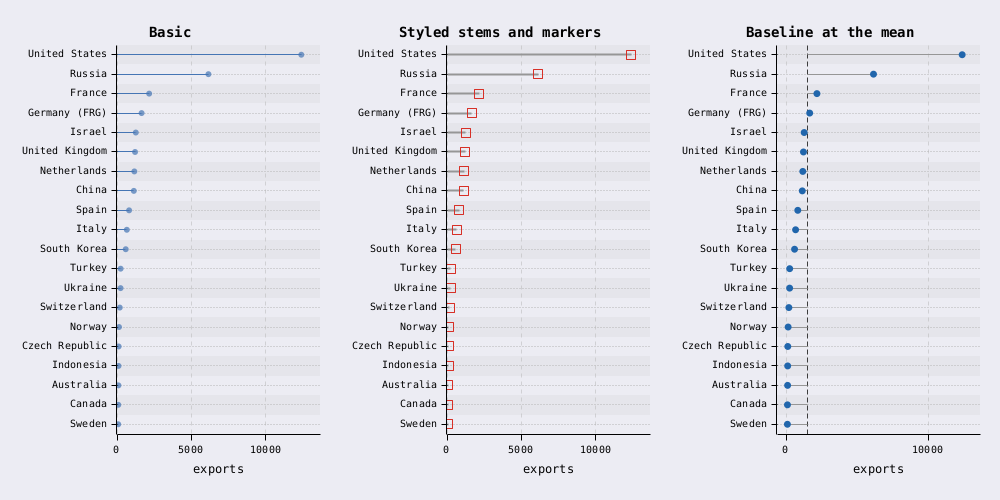 Basic
United States
Russia
France
Germany (FRG)
Israel
United Kingdom
Netherlands
China
Spain
Italy
South Korea
Turkey
Ukraine
Switzerland
Norway
Czech Republic
Indonesia
Australia
Canada
Sweden
0 5000 10000
exports
Styled stems and markers
United States
Russia
France
Germany (FRG)
Israel
United Kingdom
Netherlands
China
Spain
Italy
South Korea
Turkey
Ukraine
Switzerland
Norway
Czech Republic
Indonesia
Australia
Canada
Sweden
0 5000 10000
exports
Baseline at the mean
United States
Russia
France
Germany (FRG)
Israel
United Kingdom
Netherlands
China
Spain
Italy
South Korea
Turkey
Ukraine
Switzerland
Norway
Czech Republic
Indonesia
Australia
Canada
Sweden
0 10000
exports